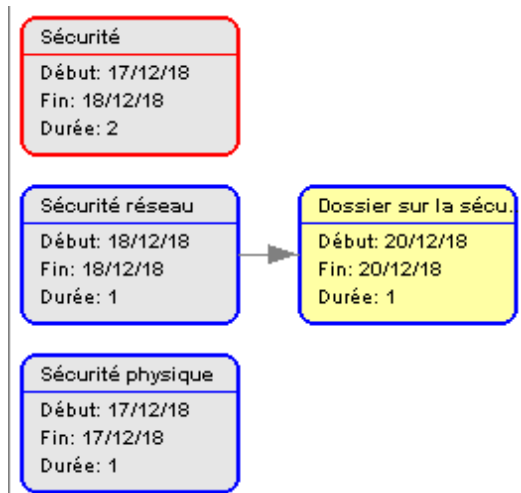 Sécurité
Début: 17/12/18
Fin: 18/12/18
Durée: 2
Sécurité réseau
Début: 18/12/18
Fin: 18/12/18
Durée: 1
Dossier sur la sécu.
Début: 20/12/18
Fin: 20/12/18
Durée: 1
Sécurité physique
Début: 17/12/18
Fin: 17/12/18
Durée: 1